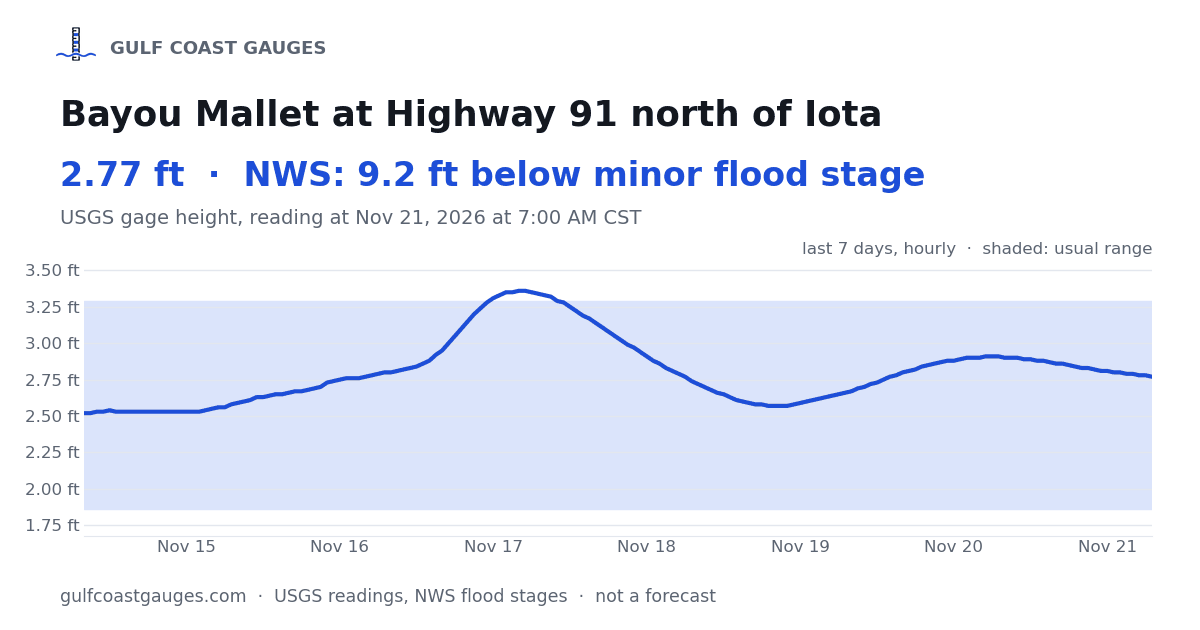 GULF COAST GAUGES
Bayou Mallet at Highway 91 north of Iota
2.77 ft · NWS: 9.2 ft below minor flood stage
USGS gage height, reading at Nov 21, 2026 at 7:00 AM CST
last 7 days, hourly · shaded: usual range
3.50 ft
3.25 ft
3.00 ft
2.75 ft
2.50 ft
2.25 ft
2.00 ft
1.75 ft
Nov 15 Nov 16 Nov 17 Nov 18 Nov 19 Nov 20 Nov 21
gulfcoastgauges.com · USGS readings, NWS flood stages · not a forecast